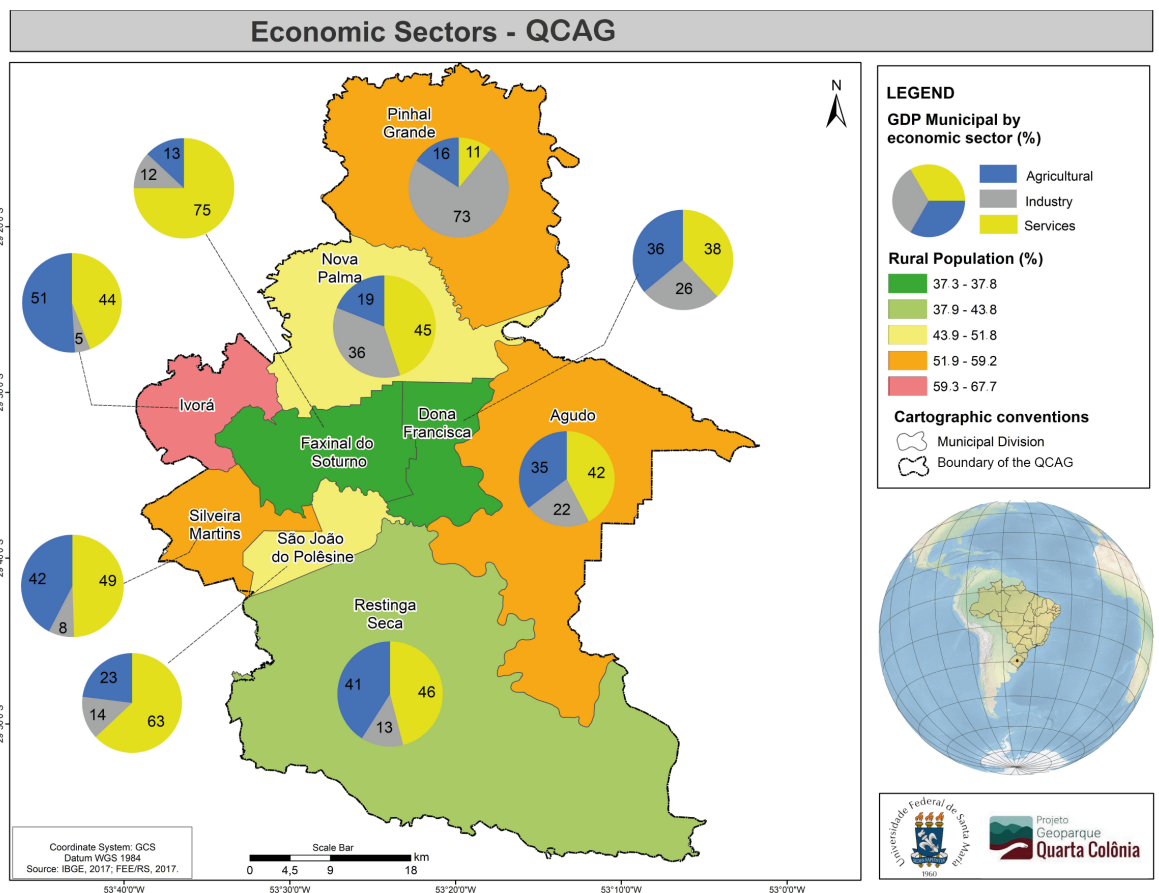 Economic Sectors - QCAG
Pinhal
Grande
16
11
73
N
13
12
75
36
38
26
Nova
Palma
19
45
36
51
44
5
Ivorá
Dona
Francisca
Faxinal do
Soturno
Agudo
35
42
22
Silveira
Martins
São João
do Polêsine
42
49
8
Restinga
Seca
23
14
63
41
46
13
Coordinate System: GCS
Datum WGS 1984
Source: IBGE, 2017; FEE/RS, 2017.
Scale Bar
km
0 4,5 9 18
53°40'0"W 53°30'0"W 53°20'0"W 53°10'0"W 53°0'0"W
LEGEND
GDP Municipal by
economic sector (%)
Agricultural
Industry
Services
Rural Population (%)
37.3 - 37.8
37.9 - 43.8
43.9 - 51.8
51.9 - 59.2
59.3 - 67.7
Cartographic conventions
Municipal Division
Boundary of the QCAG
Universidade Federal de Santa Maria
1960
Projeto
Geoparque
Quarta Colônia